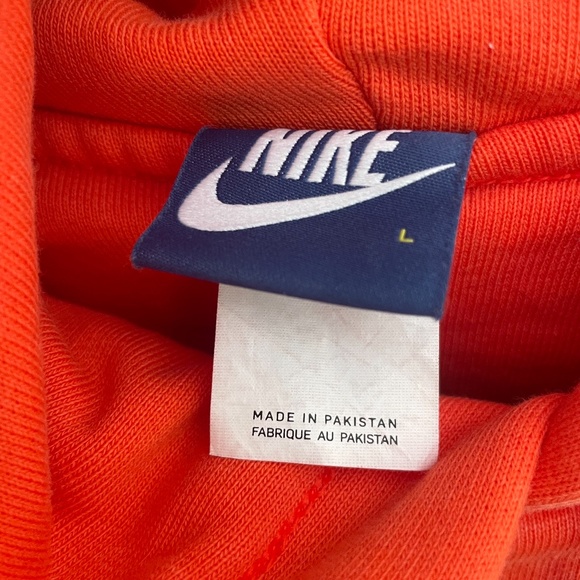 NIKE
L
MADE IN PAKISTAN
FABRIQUE AU PAKISTAN